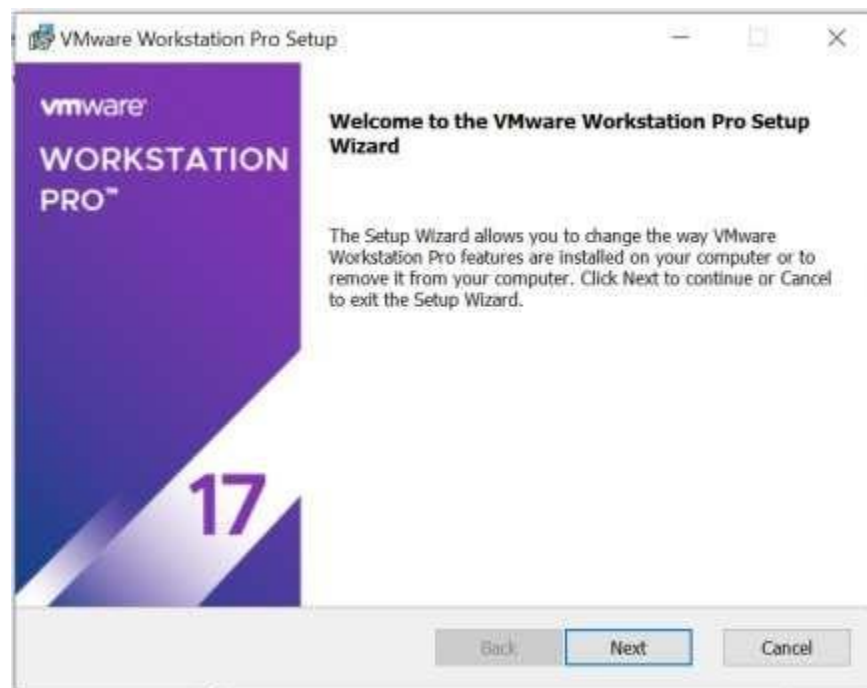 VMware Workstation Pro Setup
vmware
WORKSTATION
PRO™
17
Welcome to the VMware Workstation Pro Setup
Wizard
The Setup Wizard allows you to change the way VMware
Workstation Pro features are installed on your computer or to
remove it from your computer. Click Next to continue or Cancel
to exit the Setup Wizard.
Back Next Cancel